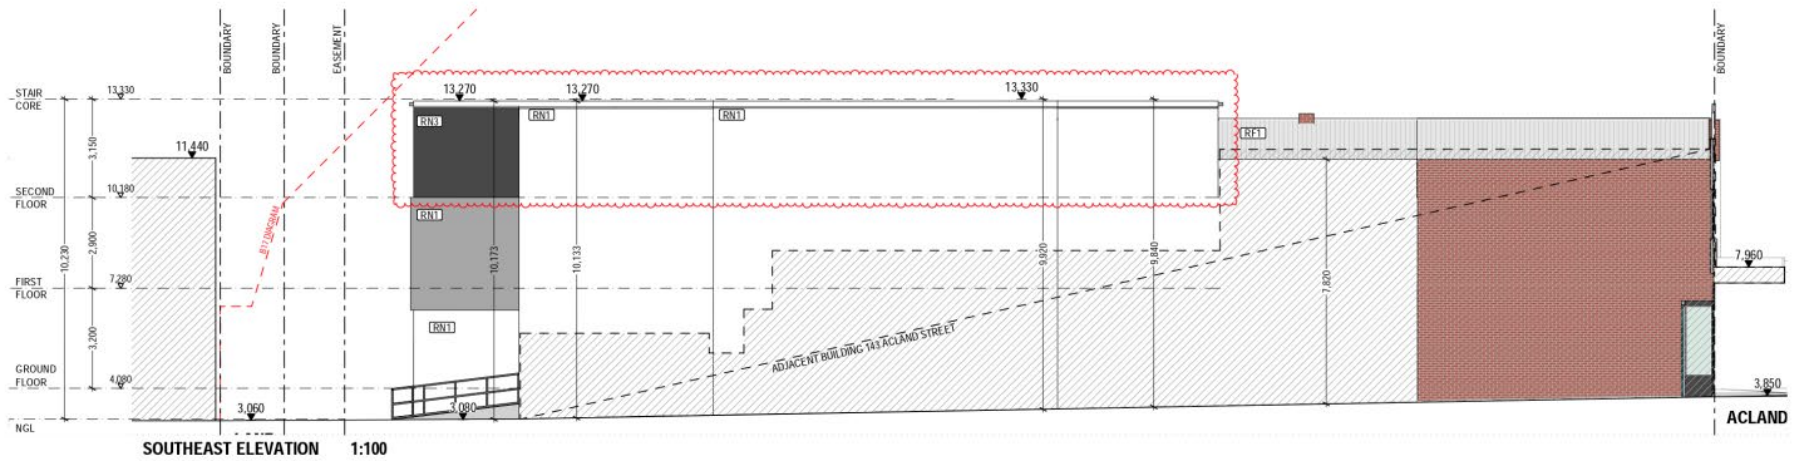 BOUNDARY
BOUNDARY
EASEMENT
BOUNDARY
STAIR
CORE
13,330
13,270
13,270
13,330
RN3
RN1
RN1
RF1
3,150
11,440
SECOND
FLOOR
10,180
RN1
B17 DIAGRAM
10,230
2,900
10,173
10,133
9,920
9,840
7,820
7,960
FIRST
FLOOR
7,280
RN1
3,200
ADJACENT BUILDING 143 ACLAND STREET
GROUND
FLOOR
4,080
3,060
3,080
3,850
NGL
ACLAND
SOUTHEAST ELEVATION 1:100